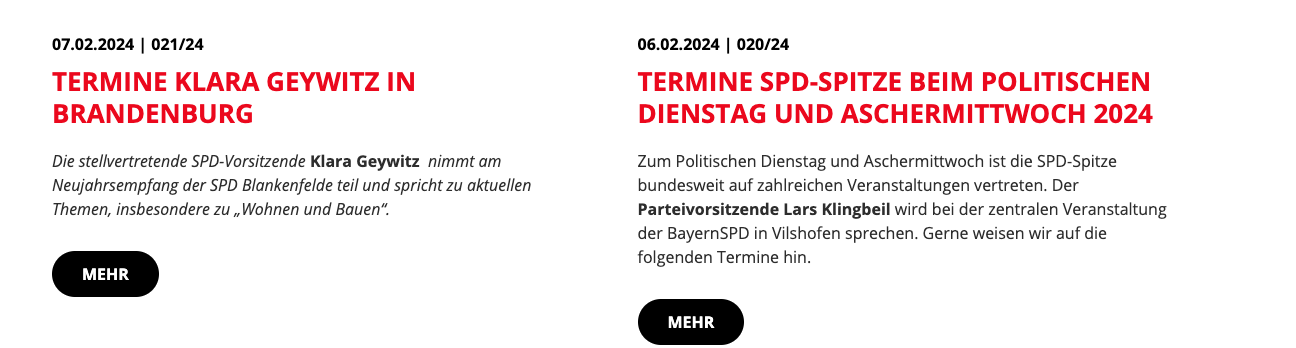 07.02.2024 | 021/24
TERMINE KLARA GEYWITZ IN
BRANDENBURG
Die stellvertretende SPD-Vorsitzende Klara Geywitz nimmt am
Neujahrsempfang der SPD Blankenfelde teil und spricht zu aktuellen
Themen, insbesondere zu „Wohnen und Bauen“.
MEHR
06.02.2024 | 020/24
TERMINE SPD-SPITZE BEIM POLITISCHEN
DIENSTAG UND ASCHERMITTWOCH 2024
Zum Politischen Dienstag und Aschermittwoch ist die SPD-Spitze
bundesweit auf zahlreichen Veranstaltungen vertreten. Der
Parteivorsitzende Lars Klingbeil wird bei der zentralen Veranstaltung
der BayernSPD in Vilshofen sprechen. Gerne weisen wir auf die
folgenden Termine hin.
MEHR